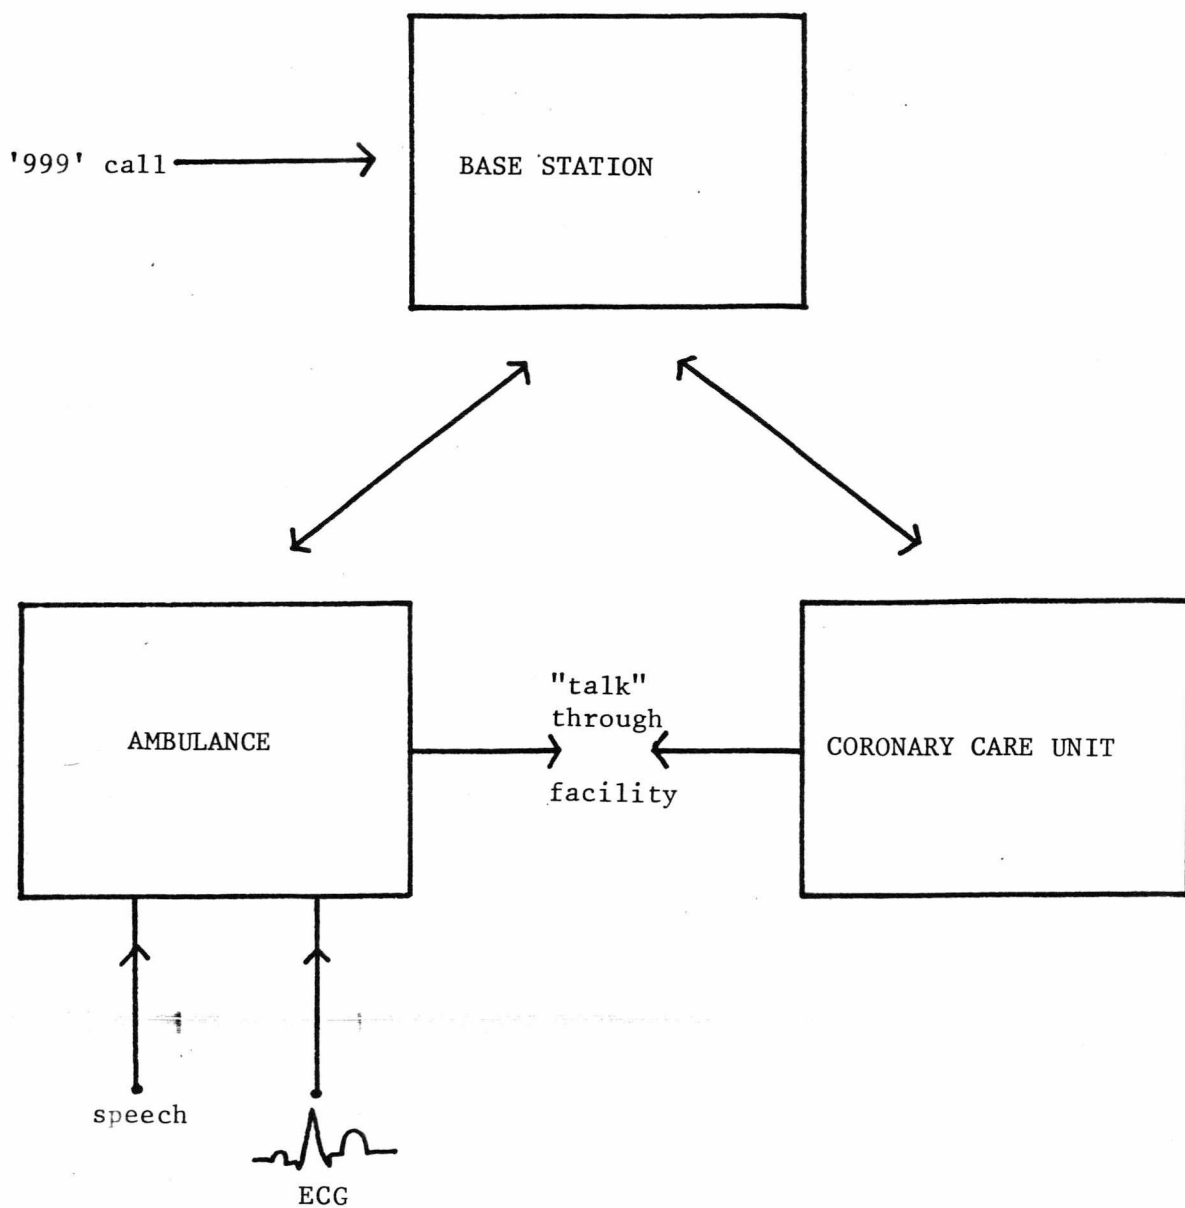 '999' call
BASE STATION
"talk"
through
facility
AMBULANCE
CORONARY CARE UNIT
speech
ECG